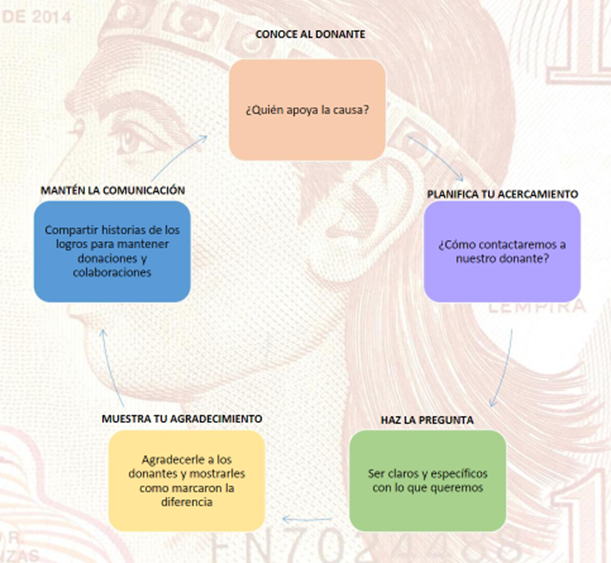 DE 2014
CONOCE AL DONANTE
¿Quién apoya la causa?
PLANIFICA TU ACERCAMIENTO
¿Cómo contactaremos a
nuestro donante?
LEMPIRA
HAZ LA PREGUNTA
Ser claros y específicos
con lo que queremos
MUESTRA TU AGRADECIMIENTO
Agradecerle a los
donantes y mostrarles
como marcaron la
diferencia
MANTÉN LA COMUNICACIÓN
Compartir historias de los
logros para mantener
donaciones y
colaboraciones
FN7024488